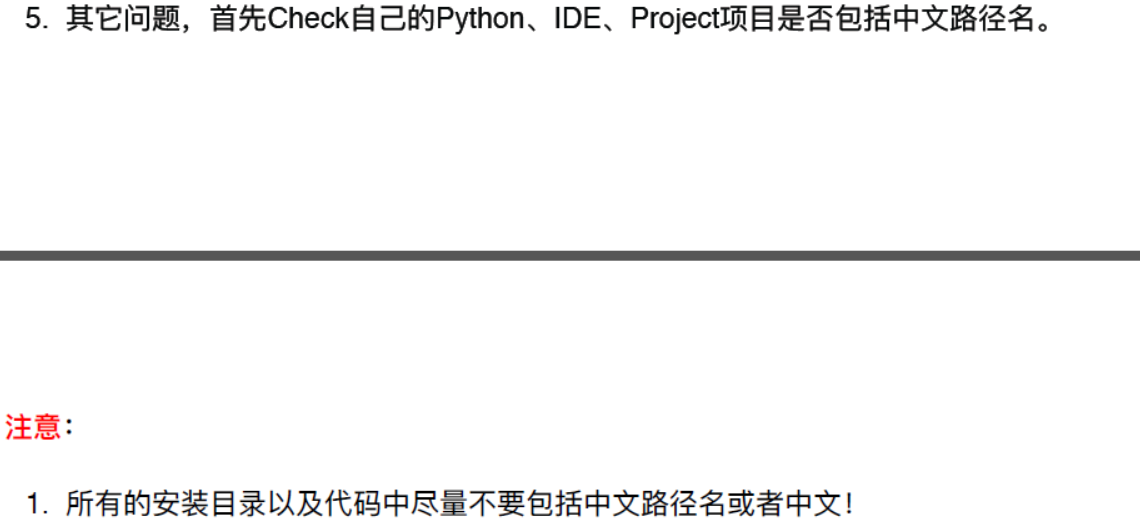 5. 其它问题，首先Check自己的Python、IDE、Project项目是否包括中文路径名。
注意：
1. 所有的安装目录以及代码中尽量不要包括中文路径名或者中文！